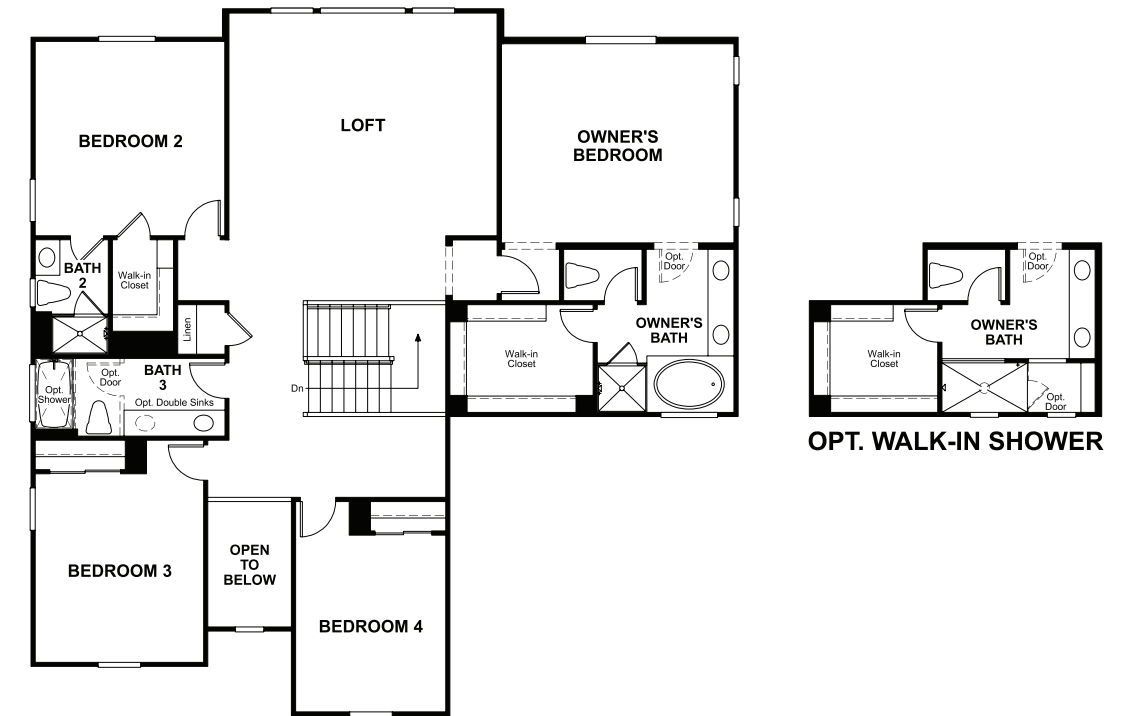 LOFT
BEDROOM 2
OWNER'S
BEDROOM
BATH
2
Walk-in
Closet
Opt.
Door
Opt.
Door
Linen
OWNER'S
BATH
OWNER'S
BATH
Walk-in
Closet
Walk-in
Closet
Opt.
Door
BATH
3
Opt.
Shower
Opt. Double Sinks
Dn
Opt.
Door
OPT. WALK-IN SHOWER
OPEN
TO
BELOW
BEDROOM 3
BEDROOM 4